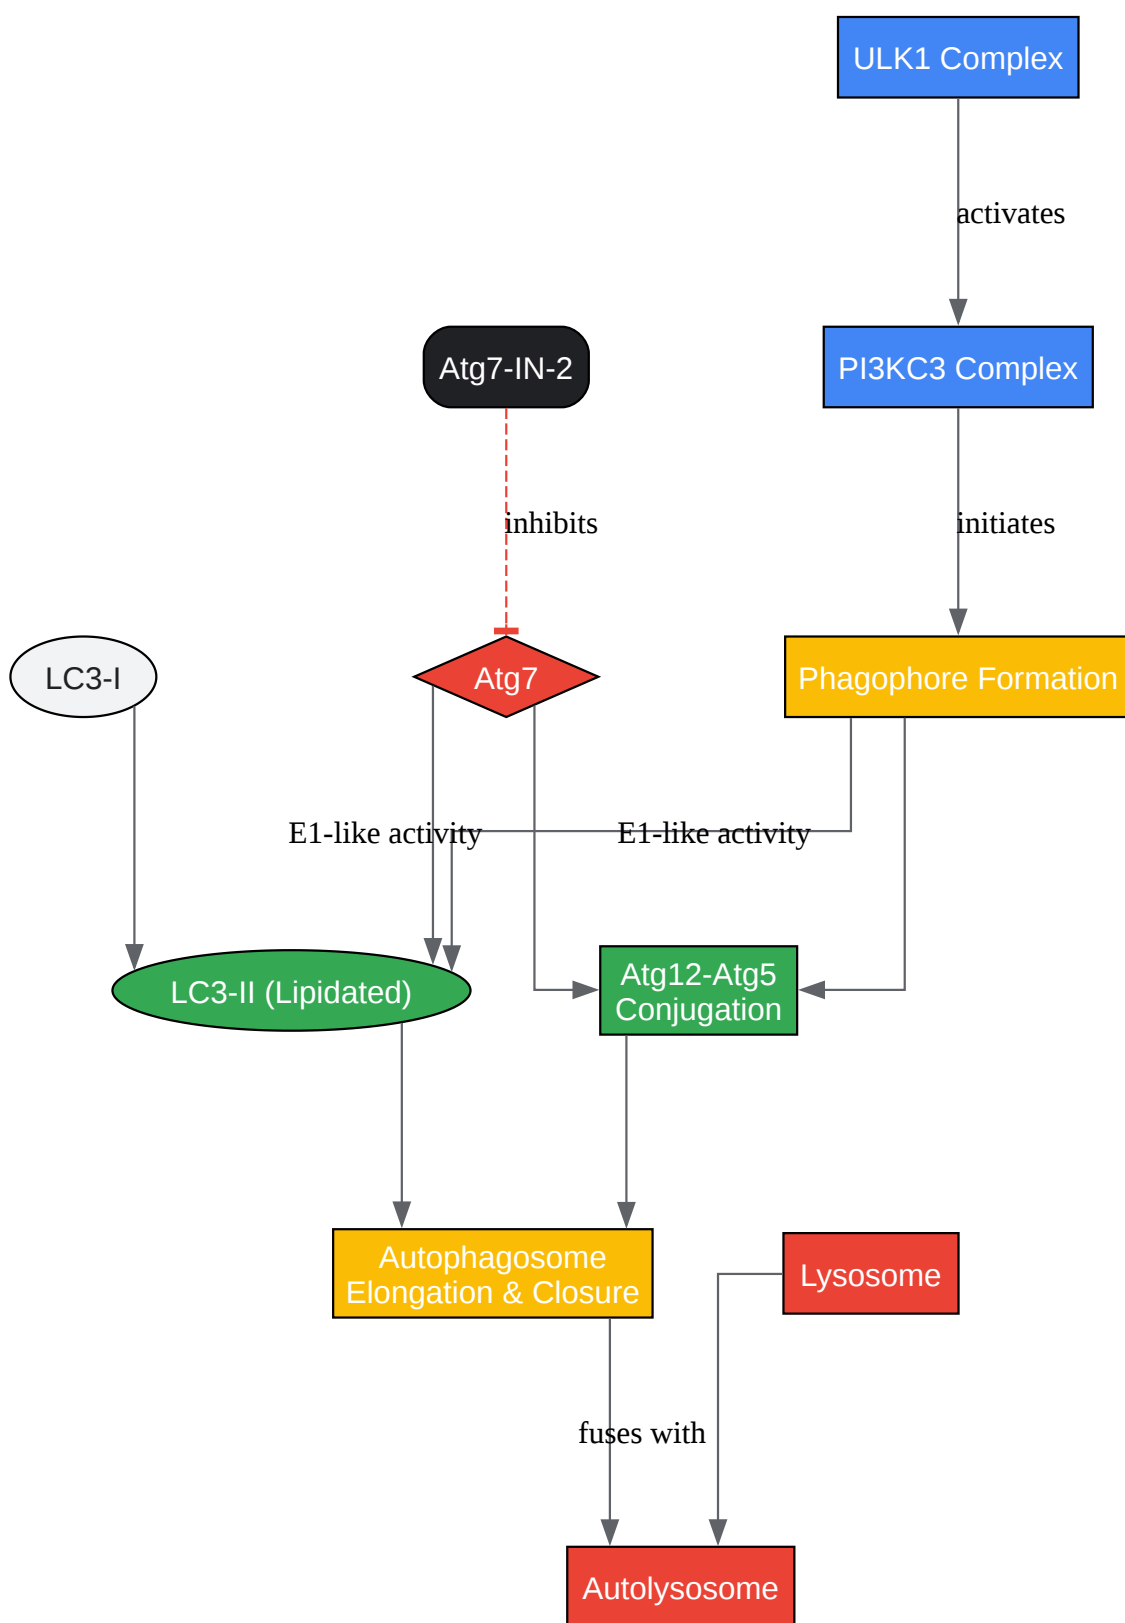 ULK1 Complex
activates
Atg7-IN-2
PI3KC3 Complex
inhibits
initiates
LC3-I
Atg7
Phagophore Formation
E1-like activity
E1-like activity
LC3-II (Lipidated)
Atg12-Atg5
Conjugation
Autophagosome
Elongation & Closure
Lysosome
fuses with
Autolysosome